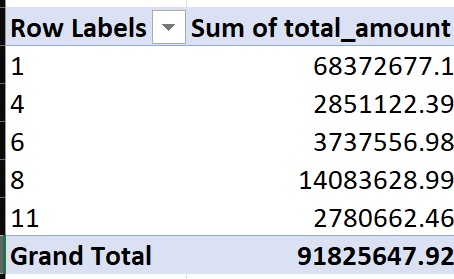 Row Labels Sum of total_amount
1 68372677.1
4 2851122.39
6 3737556.98
8 14083628.99
11 2780662.46
Grand Total 91825647.92